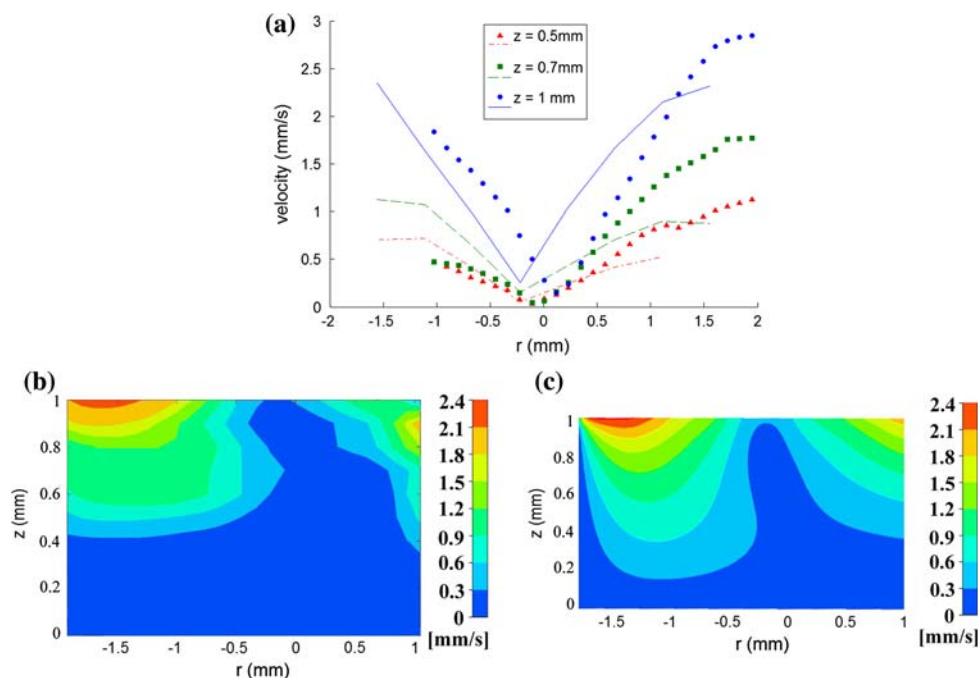 (a)
3
2.5
2
1.5
1
0.5
0
velocity (mm/s)
z = 0.5mm
z = 0.7mm
z = 1 mm
-2 -1.5 -1 -0.5 0 0.5 1 1.5 2
r (mm)
(b)
1
0.8
0.6
0.4
0.2
0
z (mm)
-1.5 -1 -0.5 0 0.5 1
r (mm)
2.4
2.1
1.8
1.5
1.2
0.9
0.6
0.3
0
[mm/s]
(c)
1
0.8
0.6
0.4
0.2
0
z (mm)
-1.5 -1 -0.5 0 0.5 1
r (mm)
2.4
2.1
1.8
1.5
1.2
0.9
0.6
0.3
0
[mm/s]